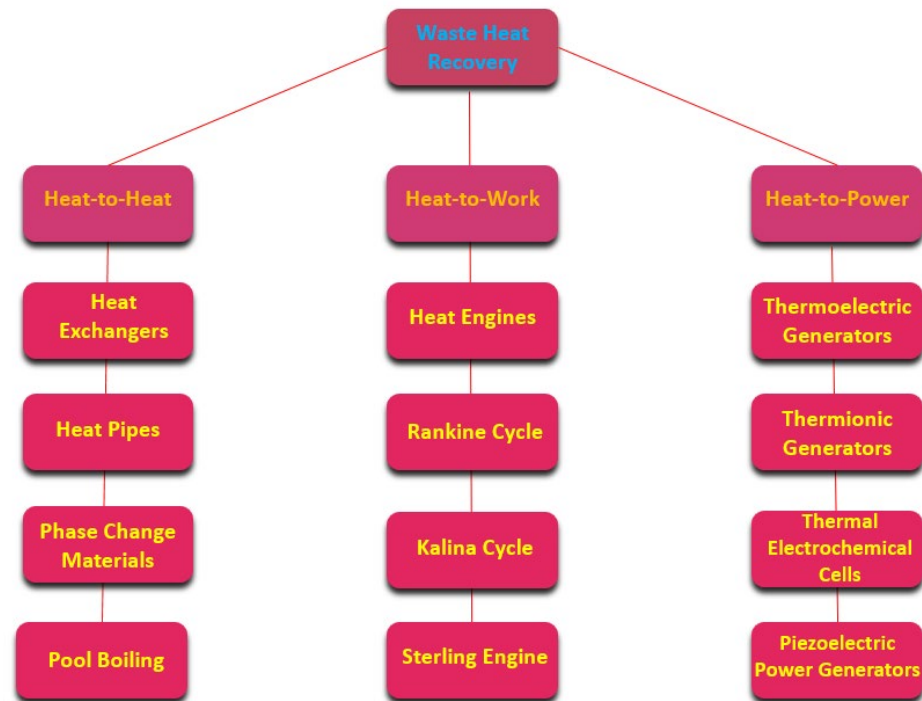 Waste Heat
Recovery
Heat-to-Heat
Heat-to-Work
Heat-to-Power
Heat
Exchangers
Heat Engines
Thermoelectric
Generators
Heat Pipes
Rankine Cycle
Thermionic
Generators
Phase Change
Materials
Kalina Cycle
Thermal
Electrochemical
Cells
Pool Boiling
Sterling Engine
Piezoelectric
Power Generators